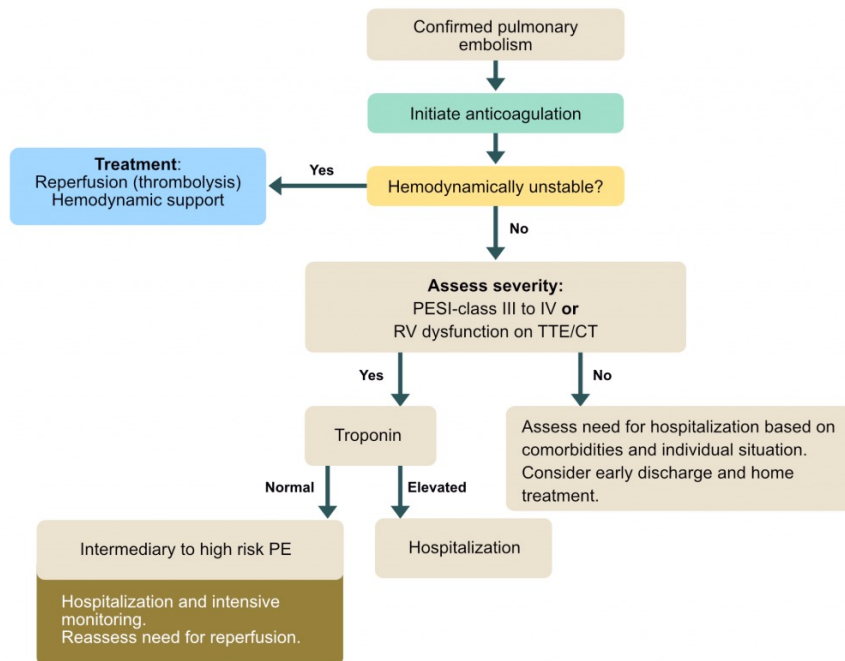 Confirmed pulmonary
embolism
Initiate anticoagulation
Treatment:
Reperfusion (thrombolysis)
Hemodynamic support
Yes
Hemodynamically unstable?
No
Assess severity:
PESI-class III to IV or
RV dysfunction on TTE/CT
Yes
No
Troponin
Assess need for hospitalization based on
comorbidities and individual situation.
Consider early discharge and home
treatment.
Normal
Elevated
Intermediary to high risk PE
Hospitalization
Hospitalization and intensive
monitoring.
Reassess need for reperfusion.